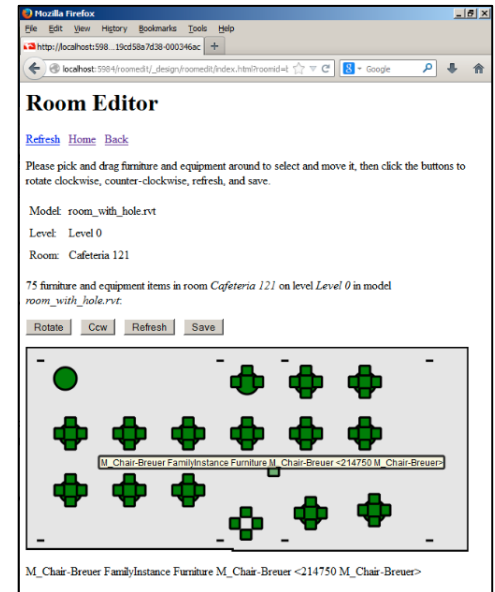 Mozilla Firefox
File Edit View History Bookmarks Tools Help
http://localhost:598...19cd58a7d38-000346ac +
localhost:5984/roomedit/_design/roomedit/index.html?roomid=t Google
Room Editor
Refresh Home Back
Please pick and drag furniture and equipment around to select and move it, then click the buttons to
rotate clockwise, counter-clockwise, refresh, and save.
Model: room_with_hole.rvt
Level: Level 0
Room: Cafeteria 121
75 furniture and equipment items in room Cafeteria 121 on level Level 0 in model
room_with_hole.rvt:
Rotate Ccw Refresh Save
M_Chair-Breuer FamilyInstance Furniture M_Chair-Breuer <214750 M_Chair-Breuer>
M_Chair-Breuer FamilyInstance Furniture M_Chair-Breuer <214750 M_Chair-Breuer>